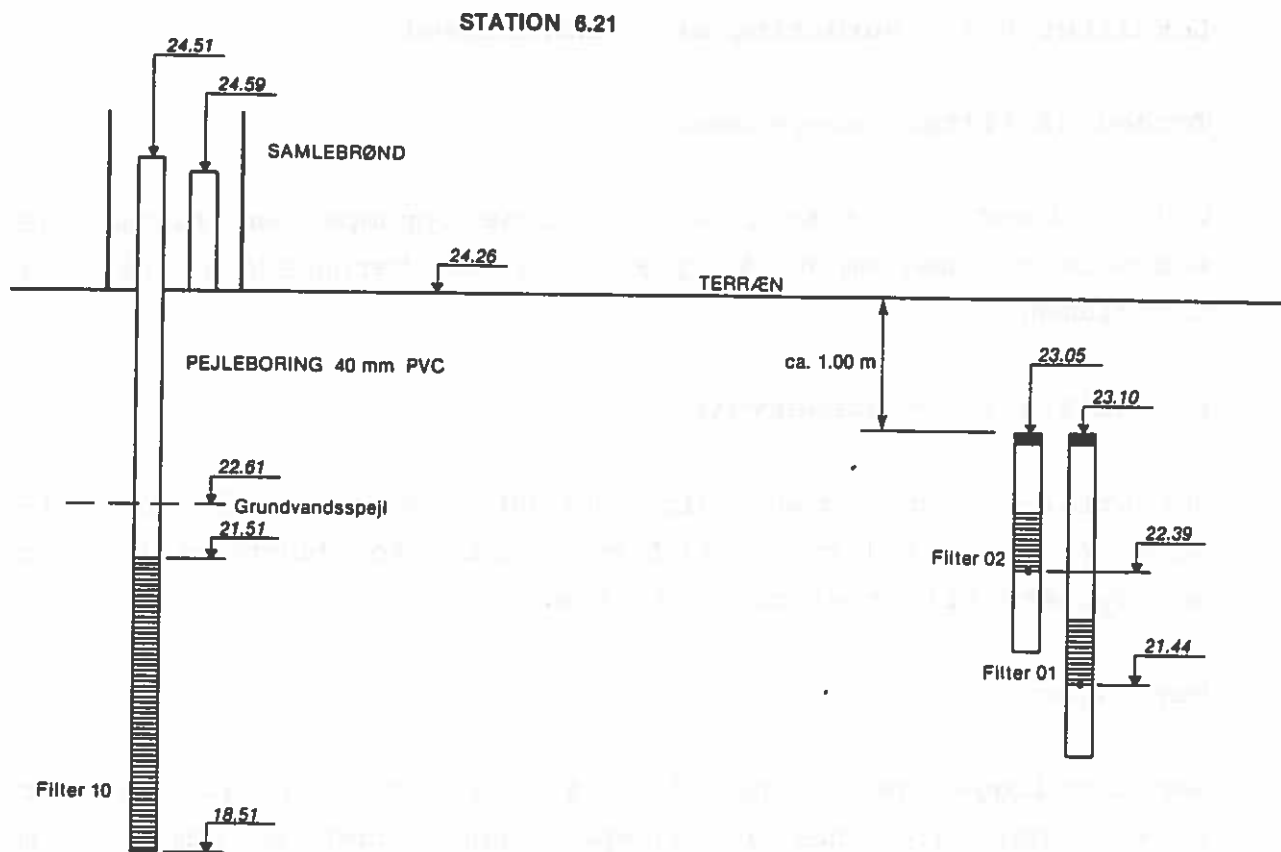 STATION 6.21
24.51
24.59
SAMLEBRØND
24.26
TERRÆN
PEJLEBORING 40 mm PVC
ca. 1.00 m
23.05
23.10
22.61
Grundvandsspejl
21.51
Filter 02
22.39
Filter 01
21.44
Filter 10
18.51